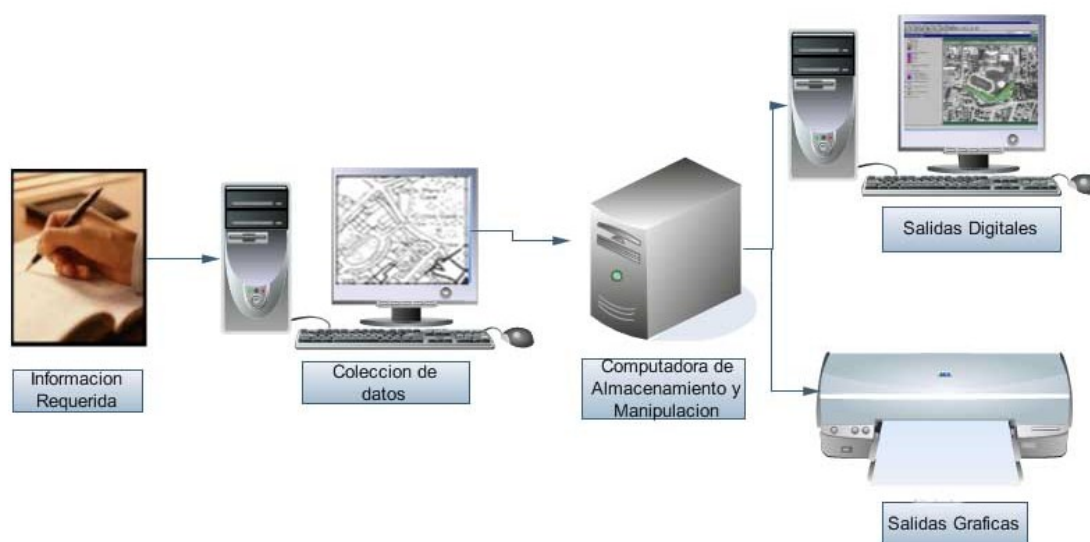 Informacion
Requerida
Coleccion de
datos
Computadora de
Almacenamiento y
Manipulacion
Salidas Digitales
Salidas Graficas